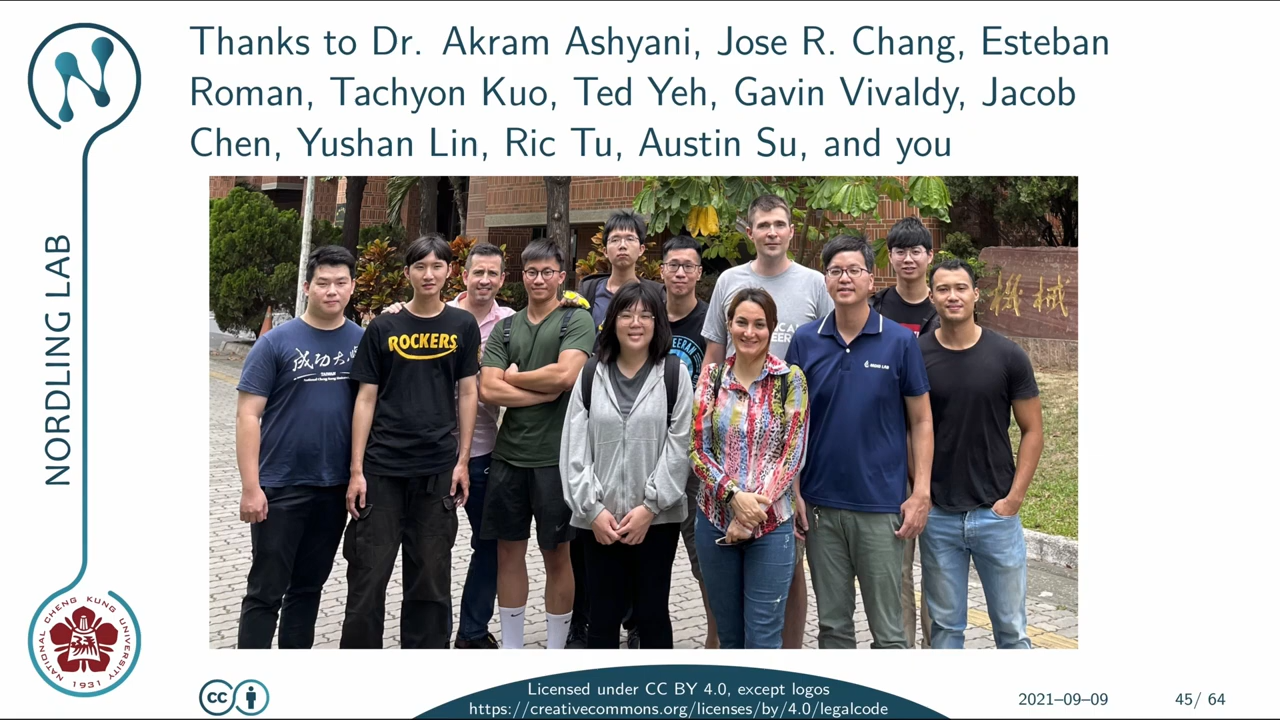 Thanks to Dr. Akram Ashyani, Jose R. Chang, Esteban
Roman, Tachyon Kuo, Ted Yeh, Gavin Vivaldy, Jacob
Chen, Yushan Lin, Ric Tu, Austin Su, and you
NORDLING LAB
成功大
TAIWAN
ROCKERS
機械
NATIONAL CHENG KUNG UNIVERSITY
1931
cc
Licensed under CC BY 4.0, except logos
https://creativecommons.org/licenses/by/4.0/legalcode
2021–09–09
45/ 64